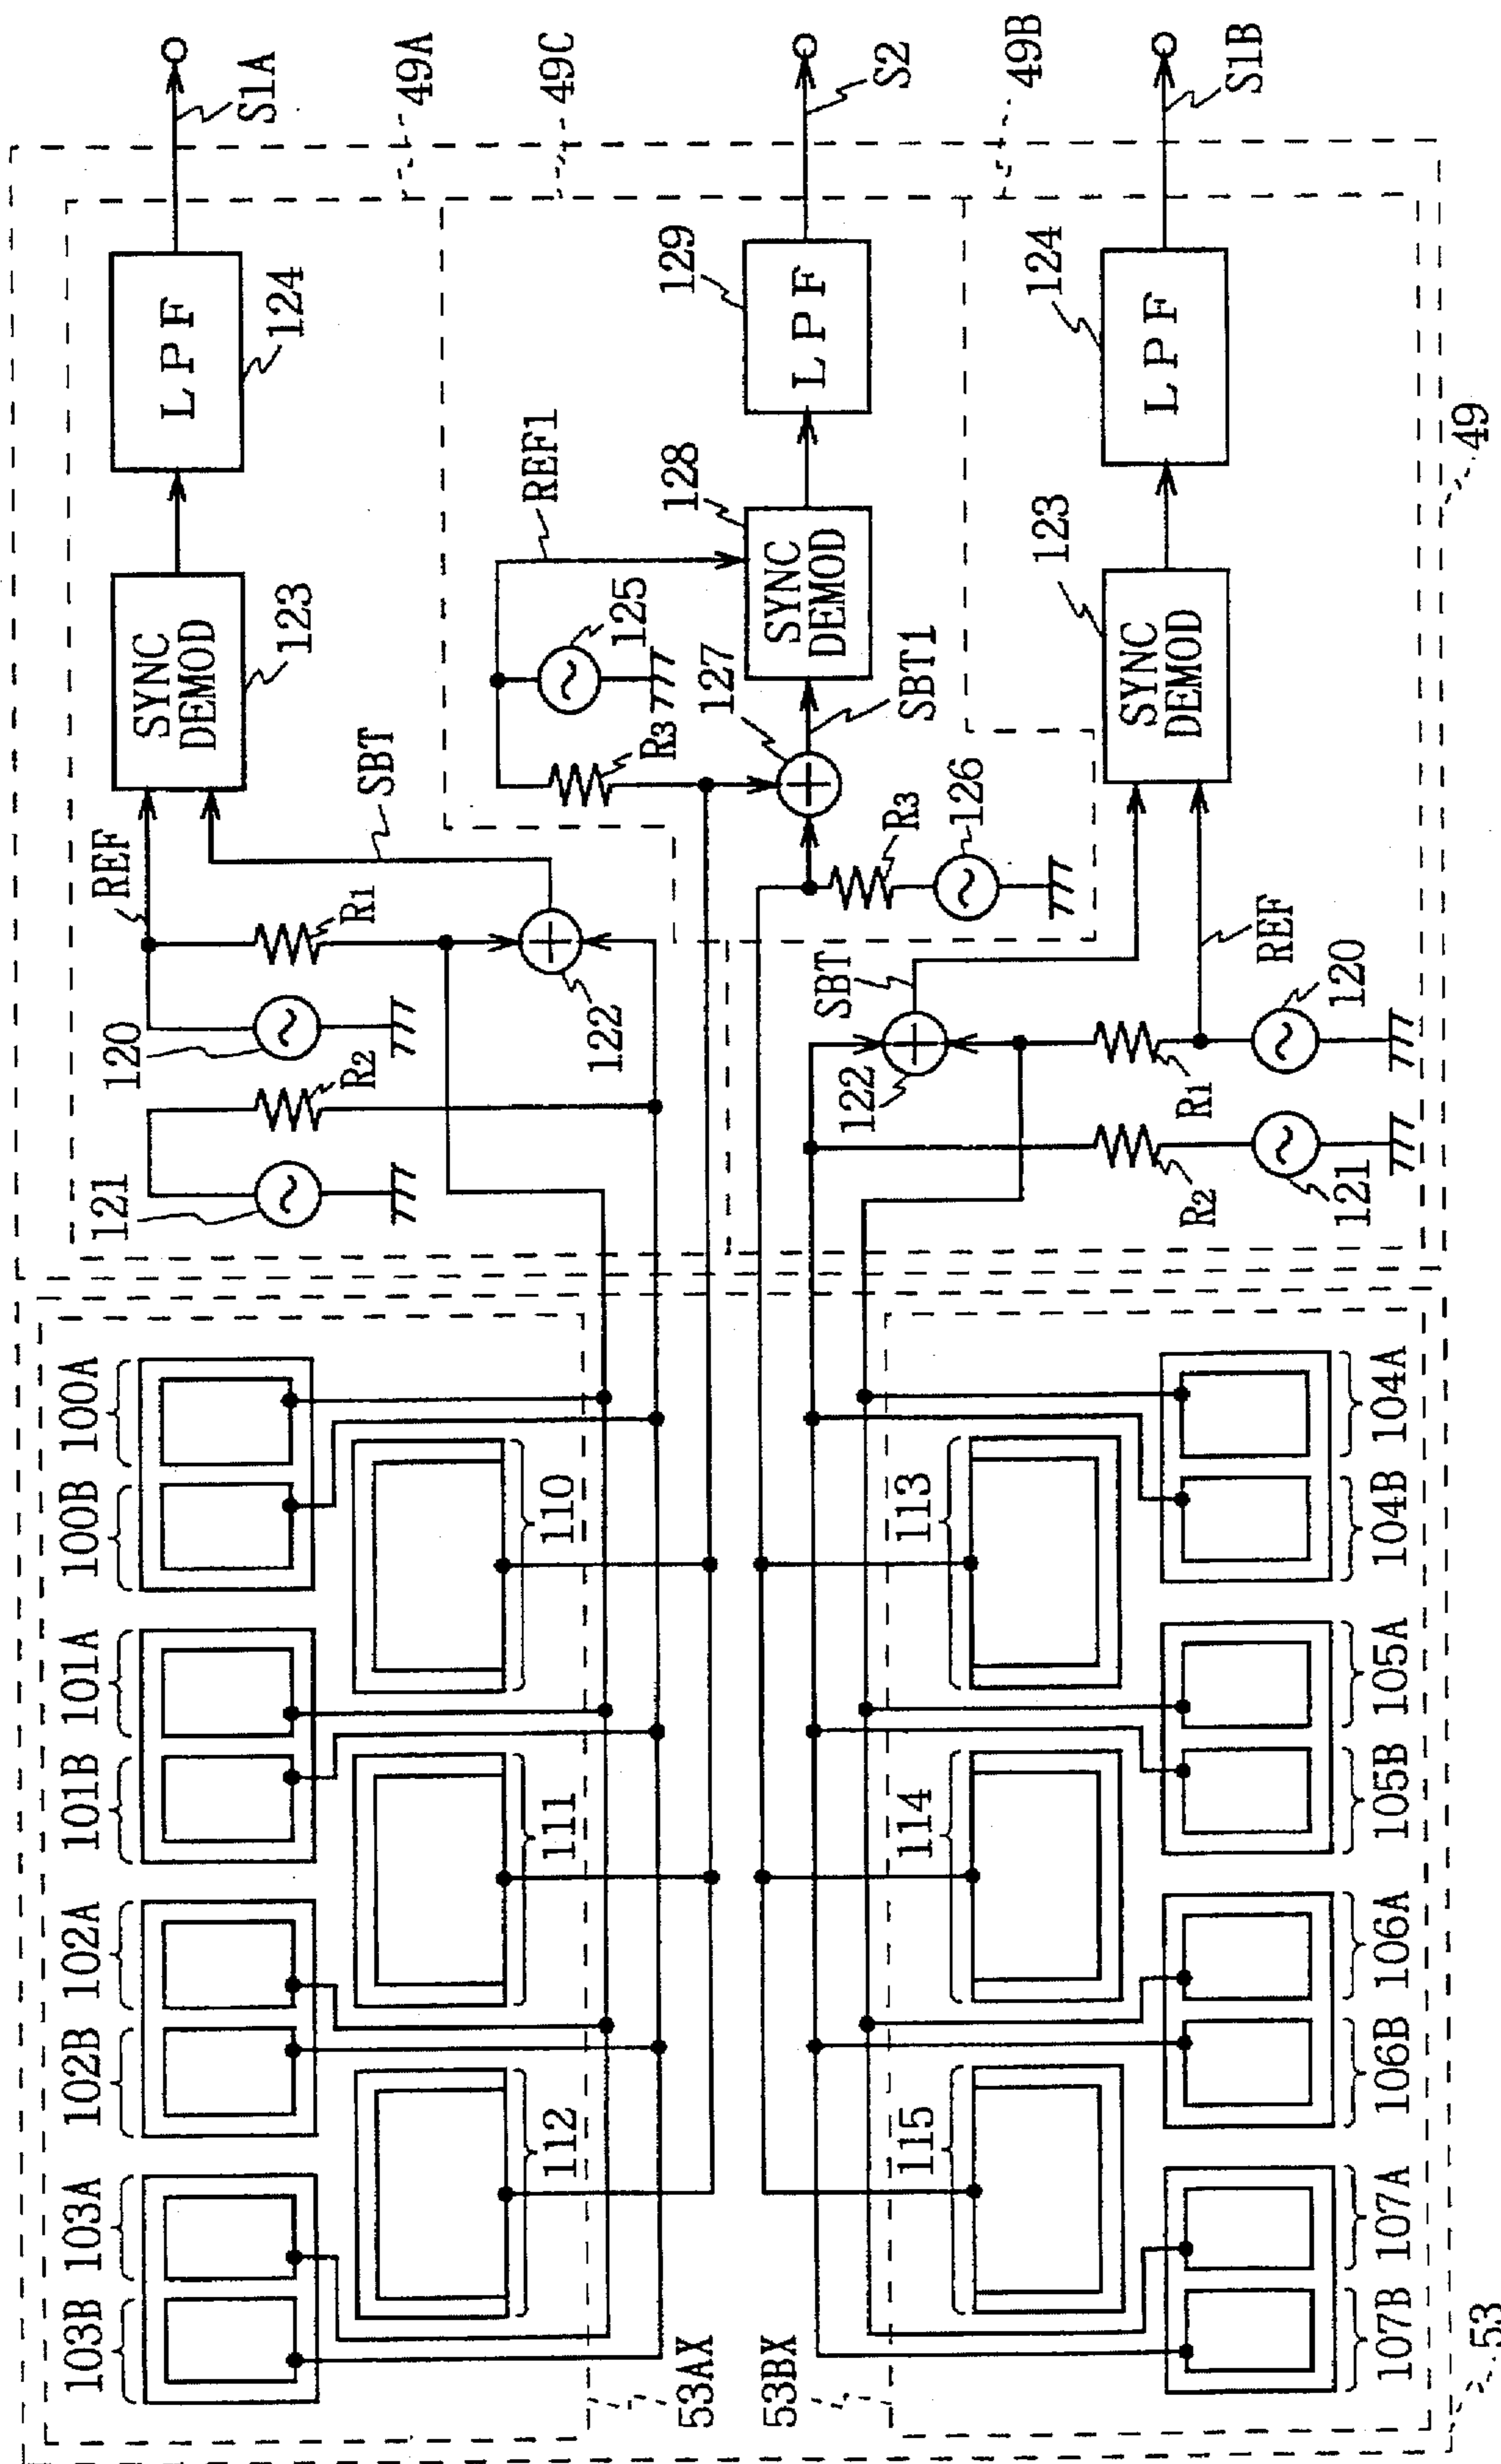 103B
103A
102B
102A
101B
101A
100B
100A
112
111
110
53AX
53BX
115
114
113
107B
107A
106B
106A
105B
105A
104B
104A
53
121
120
R2
R1
REF
SBT
122
SYNC
DEMOD
123
LPF
124
S1A
49A
49C
REF1
125
R3
127
SBT1
R3
126
SYNC
DEMOD
128
LPF
129
S2
49B
SBT
122
R2
121
R1
120
REF
SYNC
DEMOD
123
LPF
124
S1B
49